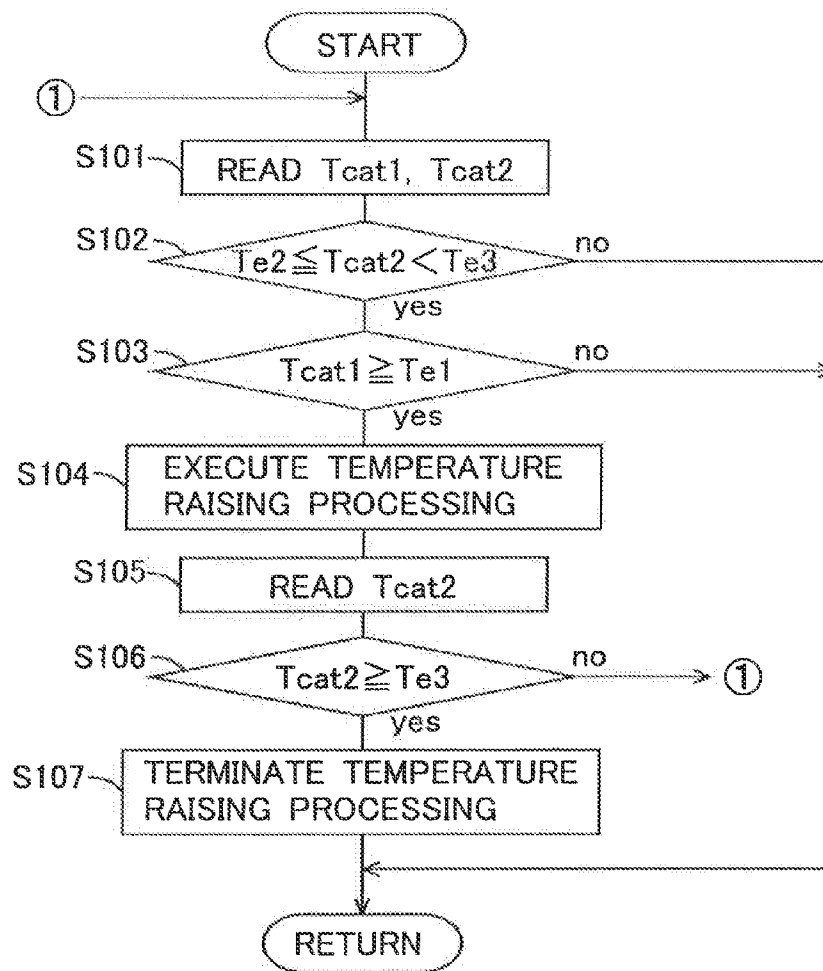 START
①
S101
READ Tcat1, Tcat2
S102
Te2≦Tcat2<Te3
no
yes
S103
Tcat1≧Te1
no
yes
S104
EXECUTE TEMPERATURE
RAISING PROCESSING
S105
READ Tcat2
S106
Tcat2≧Te3
no
①
yes
S107
TERMINATE TEMPERATURE
RAISING PROCESSING
RETURN